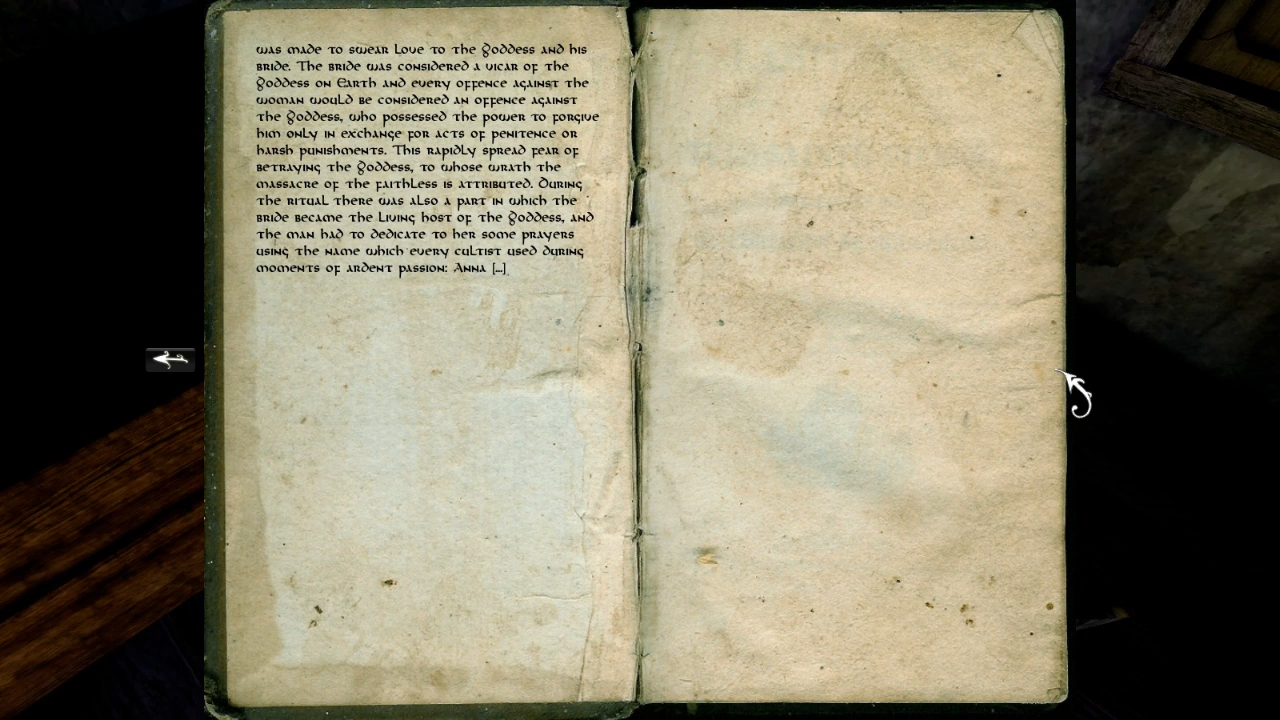 was made to swear Love to the Goddess and his
bride. The bride was considered a vicar of the
Goddess on Earth and every offence against the
woman would be considered an offence against
the Goddess, who possessed the power to forgive
him only in exchange for acts of penitence or
harsh punishments. This rapidly spread fear of
betraying the Goddess, to whose wrath the
massacre of the faithless is attributed. During
the ritual there was also a part in which the
bride became the Living host of the Goddess, and
the man had to dedicate to her some prayers
using the name which every cultist used during
moments of ardent passion: Anna [...]